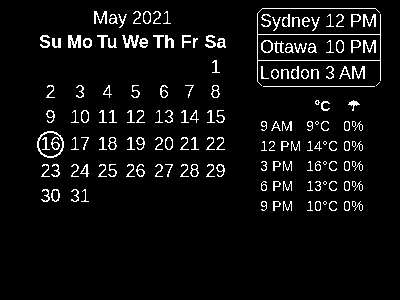 May 2021
Su Mo Tu We Th Fr Sa
1
2 3 4 5 6 7 8
9 10 11 12 13 14 15
16 17 18 19 20 21 22
23 24 25 26 27 28 29
30 31
Sydney 12 PM
Ottawa 10 PM
London 3 AM
°C
9 AM 9°C 0%
12 PM 14°C 0%
3 PM 16°C 0%
6 PM 13°C 0%
9 PM 10°C 0%